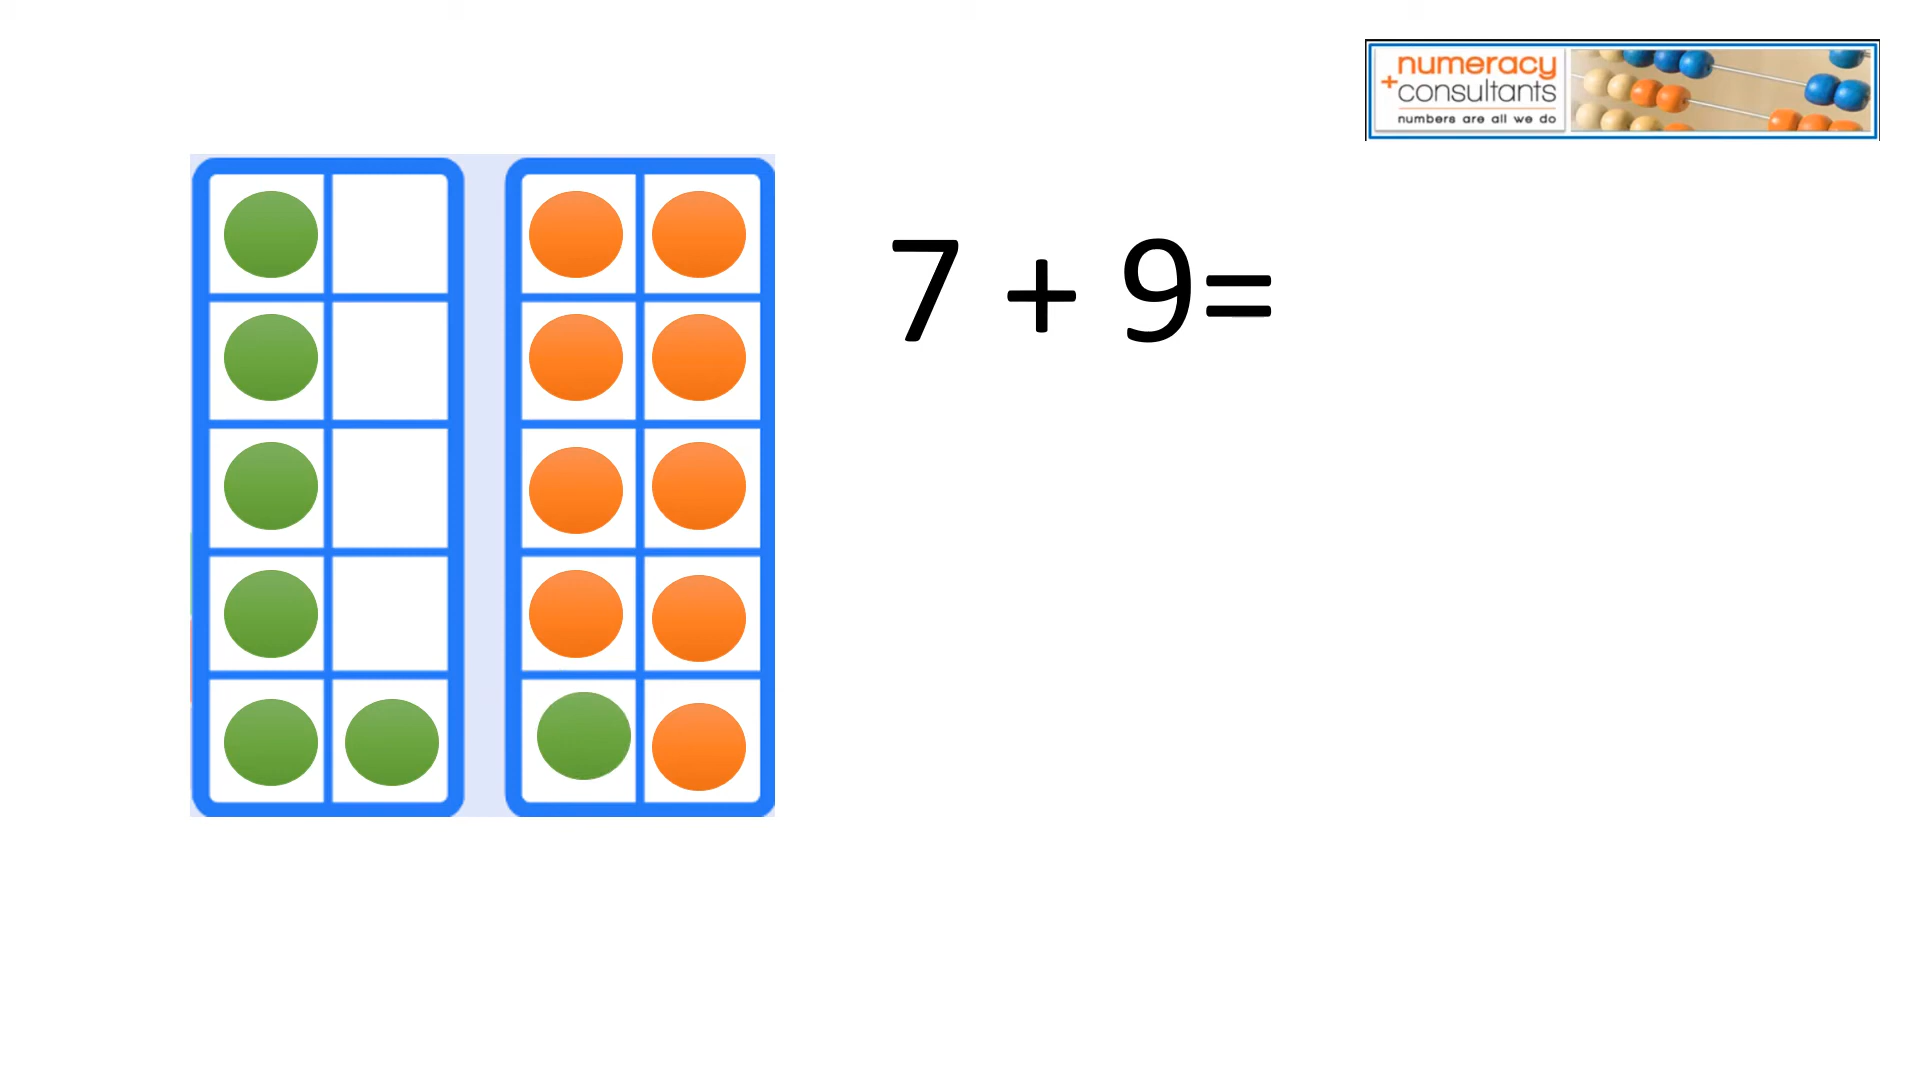 +numeracy
consultants
numbers are all we do
7 + 9=